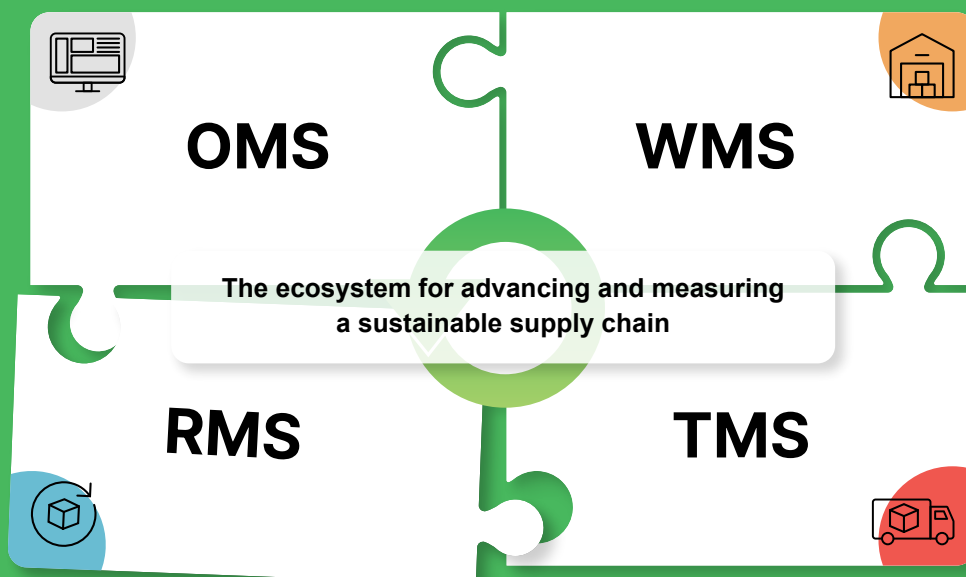 OMS
WMS
The ecosystem for advancing and measuring
a sustainable supply chain
RMS
TMS